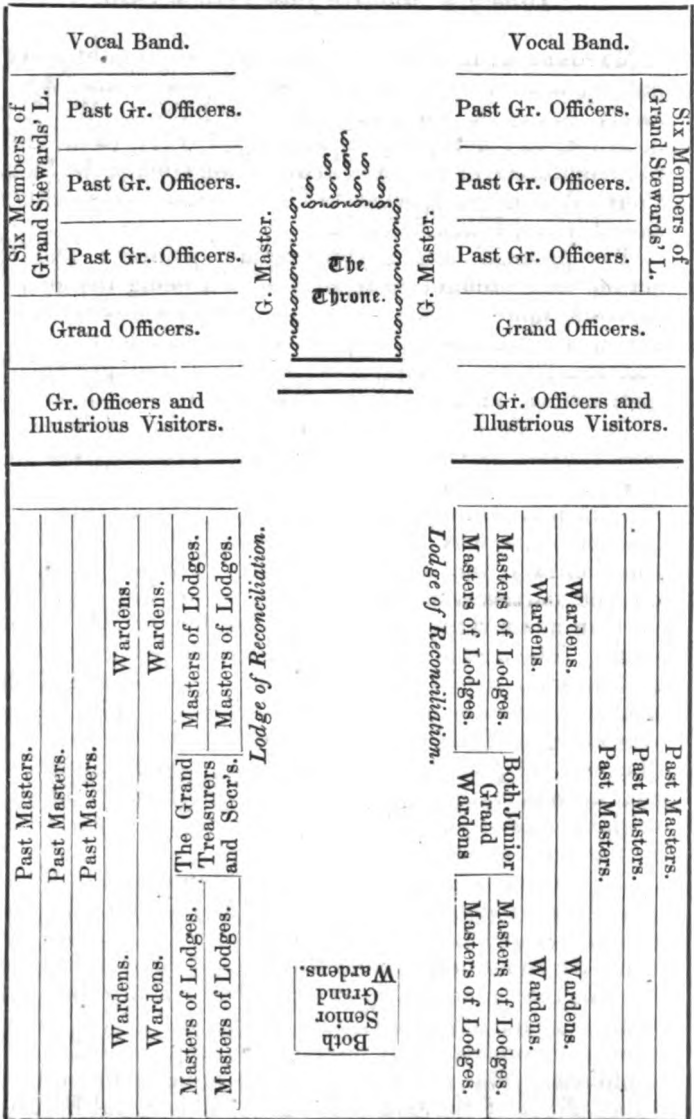 Vocal Band.
Six Members of
Grand Stewards' L.
Past Gr. Officers.
Past Gr. Officers.
Past Gr. Officers.
Grand Officers.
Gr. Officers and
Illustrious Visitors.
G. Master.
The
Throne.
G. Master.
Vocal Band.
Past Gr. Officers.
Past Gr. Officers.
Past Gr. Officers.
Six Members of
Grand Stewards' L.
Grand Officers.
Gr. Officers and
Illustrious Visitors.
Past Masters.
Past Masters.
Past Masters.
Wardens.
Wardens.
Wardens.
Wardens.
Masters of Lodges.
Masters of Lodges.
The Grand
Treasurers
and Secr's.
Masters of Lodges.
Masters of Lodges.
Lodge of Reconciliation.
Both
Senior
Grand
Wardens.
Lodge of Reconciliation.
Masters of Lodges.
Masters of Lodges.
Both Junior
Grand
Wardens
Masters of Lodges.
Masters of Lodges.
Wardens.
Wardens.
Wardens.
Wardens.
Past Masters.
Past Masters.
Past Masters.